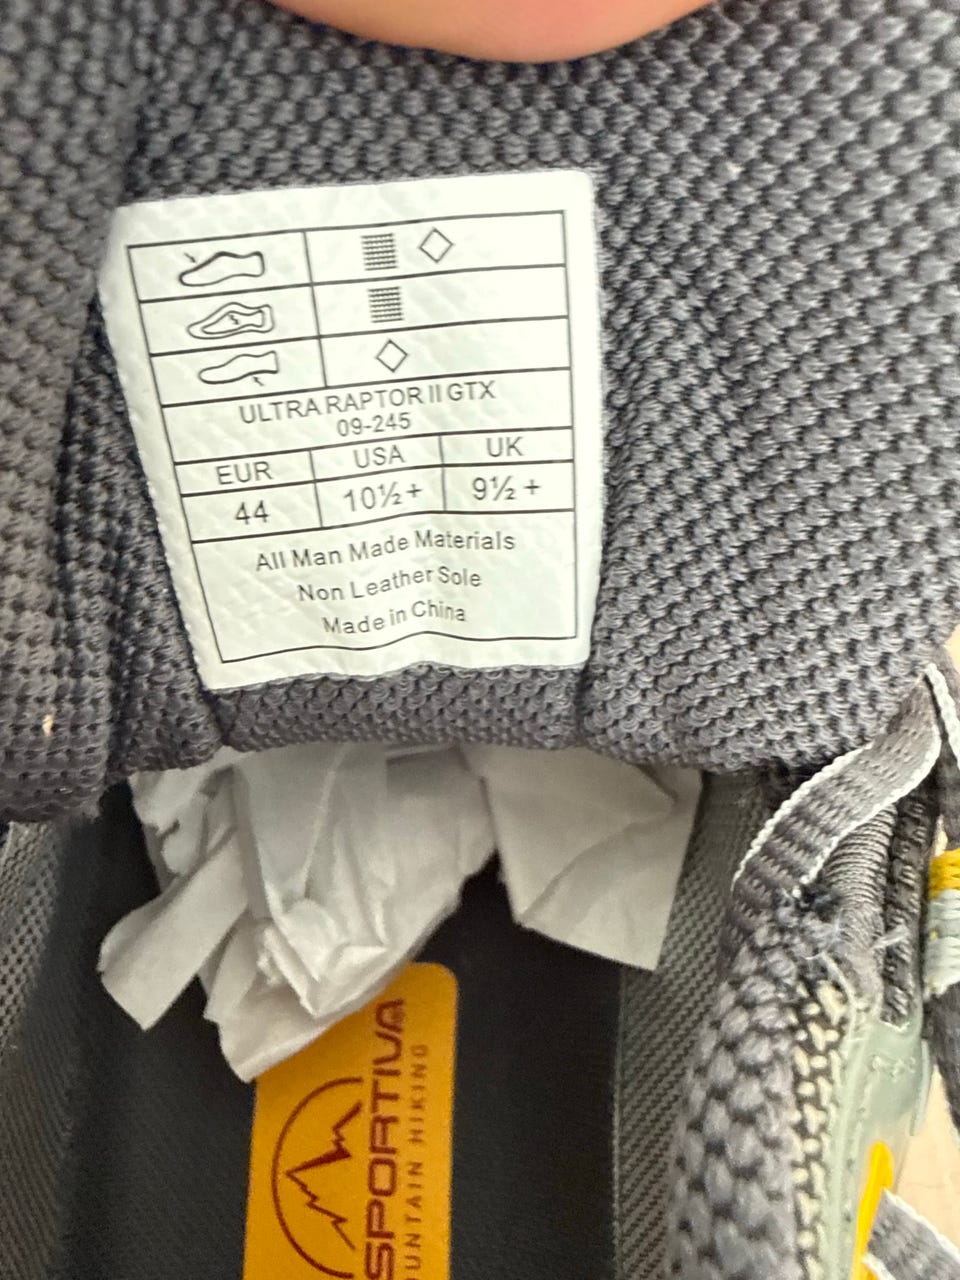 ULTRA RAPTOR II GTX
09-245
EUR USA UK
44 10½+ 9½+
All Man Made Materials
Non Leather Sole
Made in China
SPORTIVA®
OUNTAIN HIKING